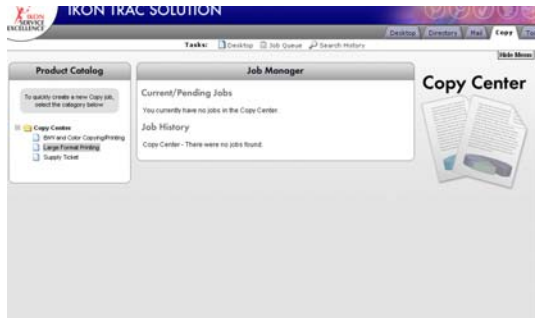 IKON TRAC SOLUTION
IKON
SERVICE
EXCELLENCE
Desktop Directory Mail Copy
Tasks: Desktop Job Queue Search History
Hide Menu
Product Catalog
To quickly create a new Copy job,
select the category below
Copy Center
B/W and Color Copying/Printing
Large Format Printing
Supply Ticket
Job Manager
Current/Pending Jobs
You currently have no jobs in the Copy Center.
Job History
Copy Center - There were no jobs found.
Copy Center